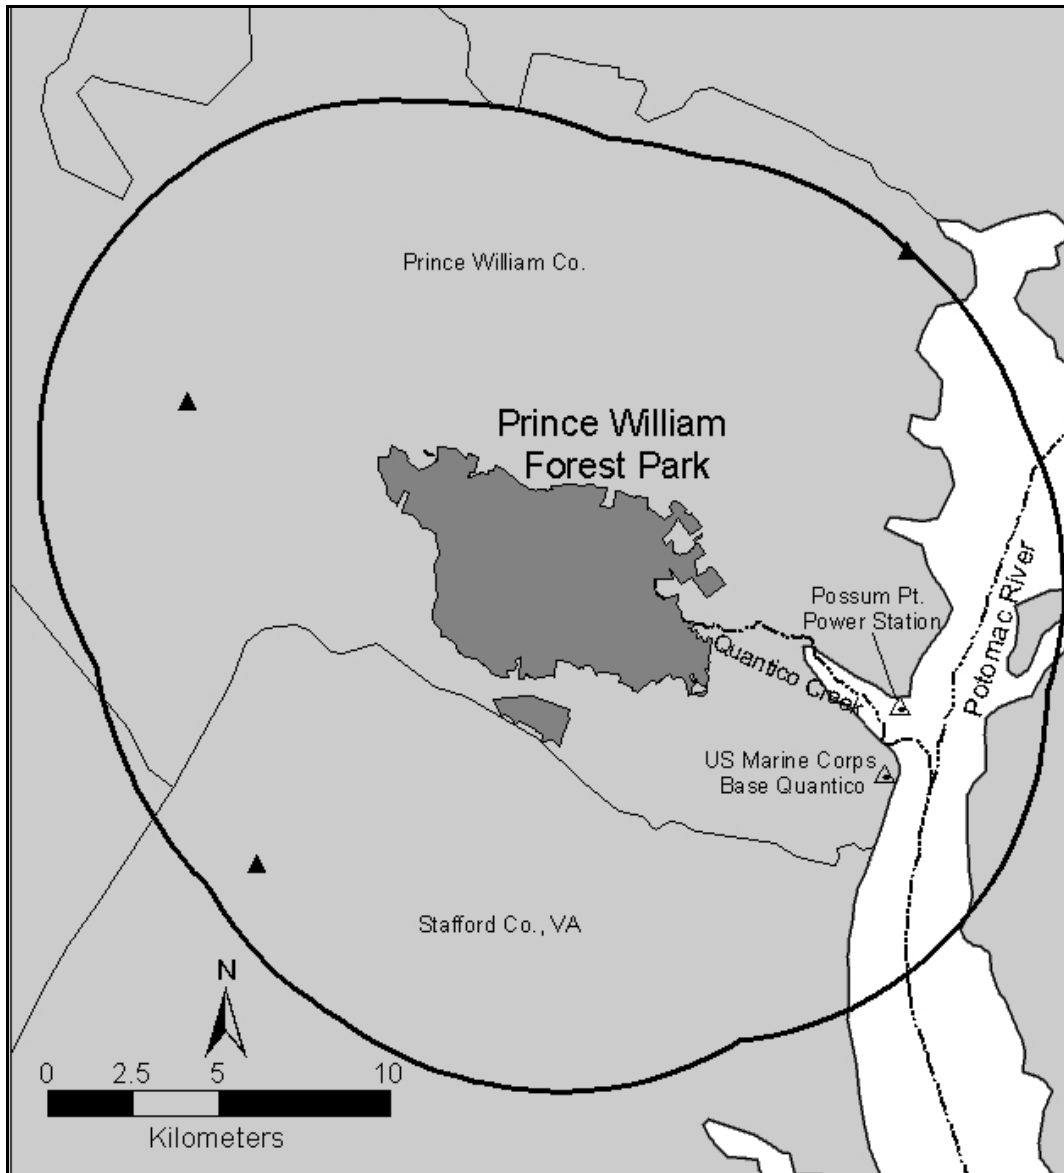 Prince William Co.
Prince William
Forest Park
Possum Pt.
Power Station
Potomac River
Quantico Creek
US Marine Corps
Base Quantico
Stafford Co., VA
N
0 2.5 5 10
Kilometers